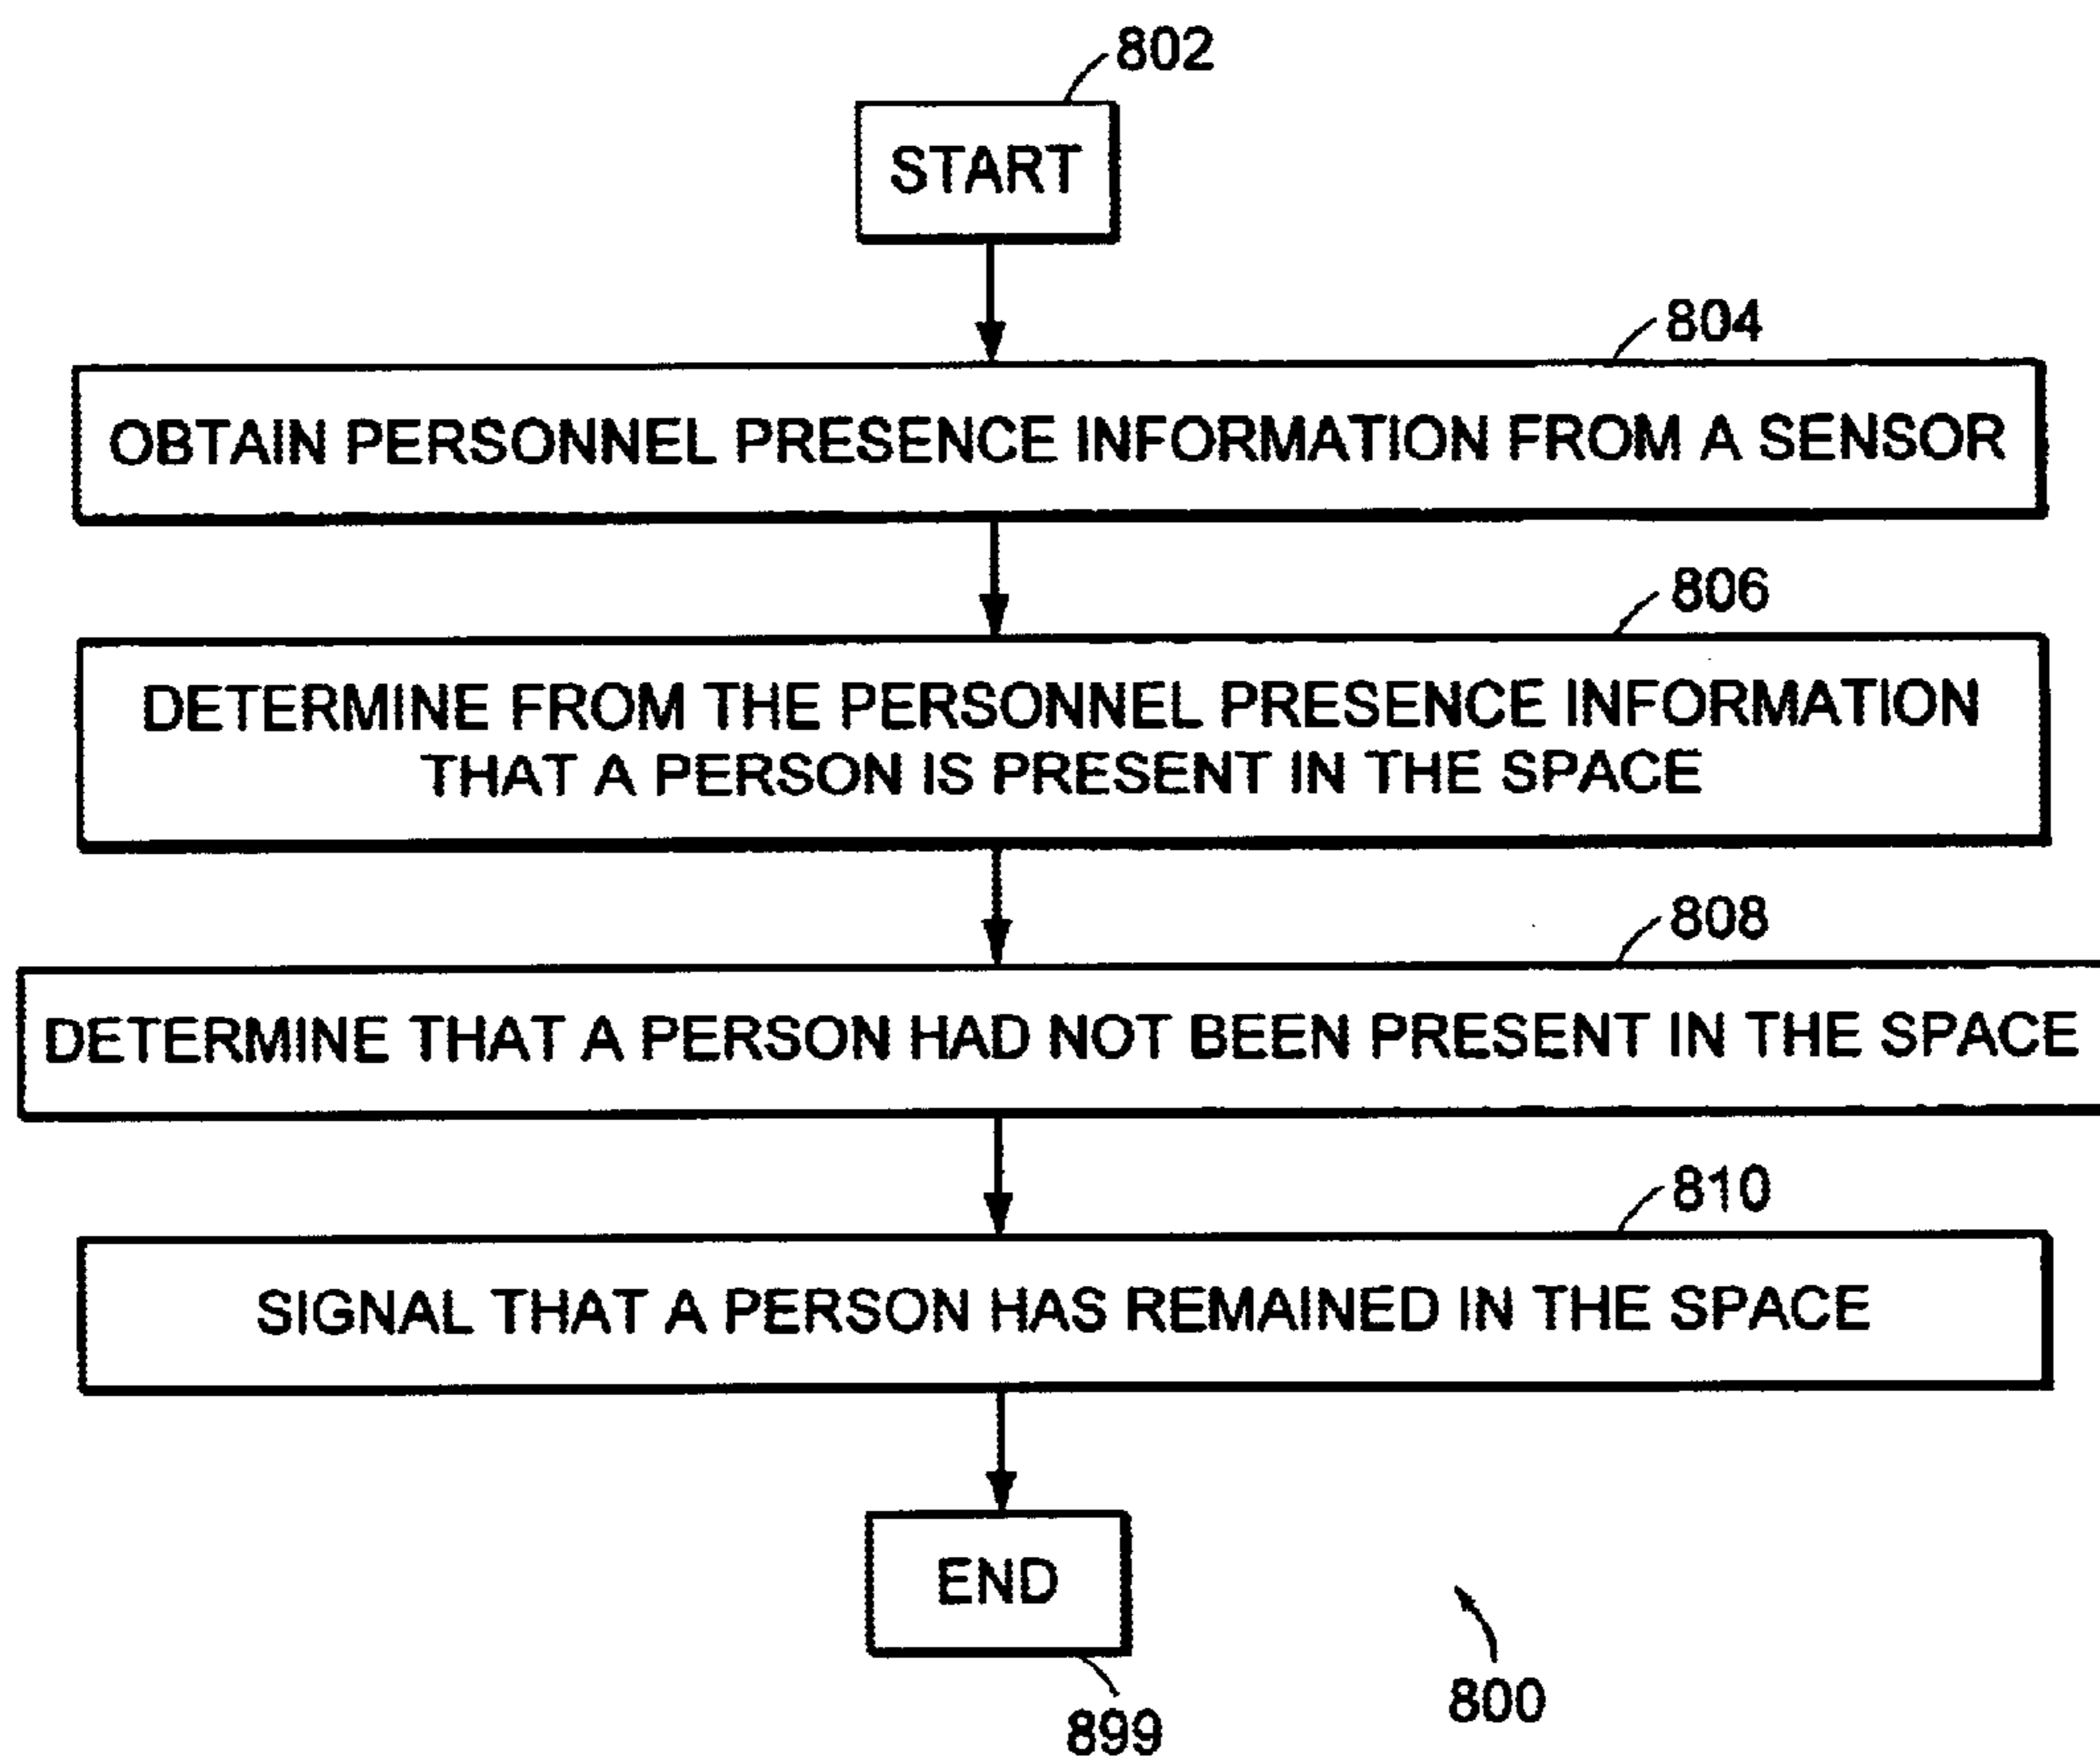 802
START
804
OBTAIN PERSONNEL PRESENCE INFORMATION FROM A SENSOR
806
DETERMINE FROM THE PERSONNEL PRESENCE INFORMATION
THAT A PERSON IS PRESENT IN THE SPACE
808
DETERMINE THAT A PERSON HAD NOT BEEN PRESENT IN THE SPACE
810
SIGNAL THAT A PERSON HAS REMAINED IN THE SPACE
END
899
800